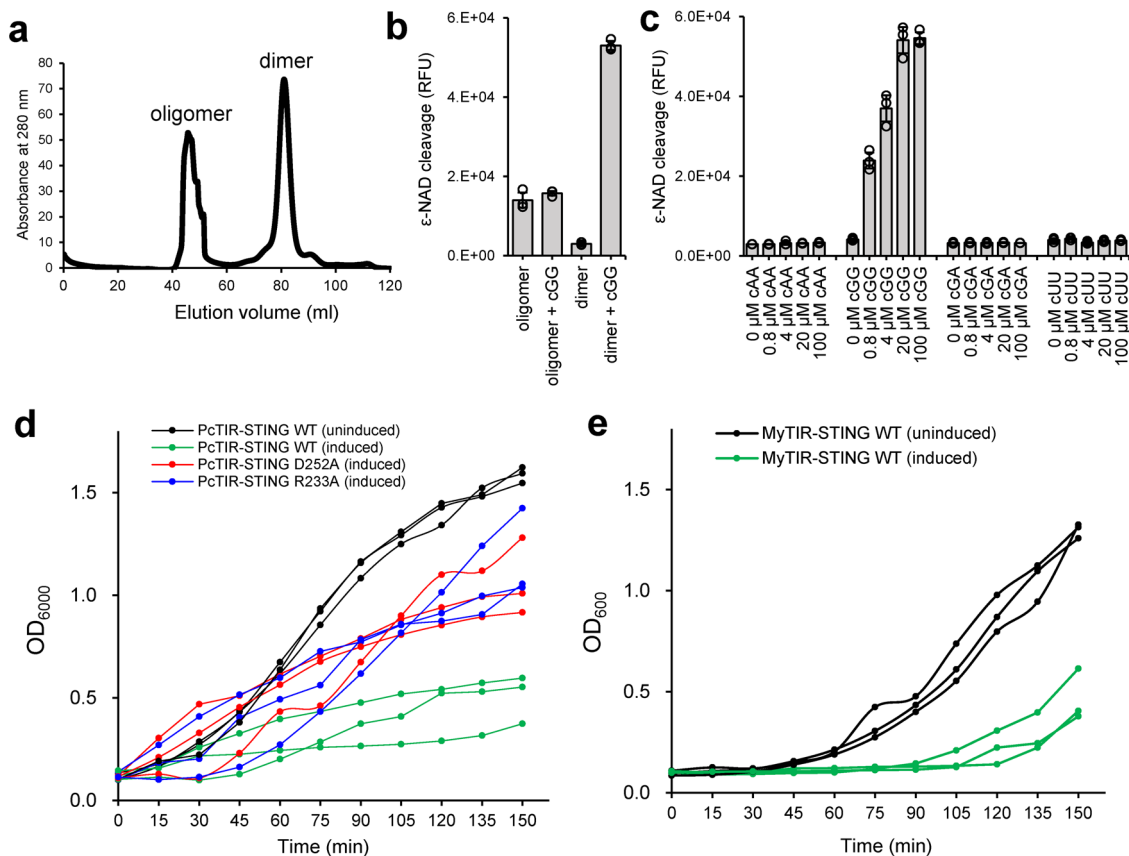 a
oligomer
dimer
Absorbance at 280 nm
80
70
60
50
40
30
20
10
0
0 20 40 60 80 100 120
Elution volume (ml)
b
ε-NAD cleavage (RFU)
6.E+04
4.E+04
2.E+04
0.E+00
oligomer
oligomer + cGG
dimer
dimer + cGG
c
ε-NAD cleavage (RFU)
6.0E+04
4.0E+04
2.0E+04
0.0E+00
0 µM cAA
0.8 µM cAA
4 µM cAA
20 µM cAA
100 µM cAA
0 µM cGG
0.8 µM cGG
4 µM cGG
20 µM cGG
100 µM cGG
0 µM cGA
0.8 µM cGA
4 µM cGA
20 µM cGA
100 µM cGA
0 µM cUU
0.8 µM cUU
4 µM cUU
20 µM cUU
100 µM cUU
d
PcTIR-STING WT (uninduced)
PcTIR-STING WT (induced)
PcTIR-STING D252A (induced)
PcTIR-STING R233A (induced)
OD6000
1.5
1.0
0.5
0.0
0 15 30 45 60 75 90 105 120 135 150
Time (min)
e
MyTIR-STING WT (uninduced)
MyTIR-STING WT (induced)
OD600
1.5
1.0
0.5
0.0
0 15 30 45 60 75 90 105 120 135 150
Time (min)